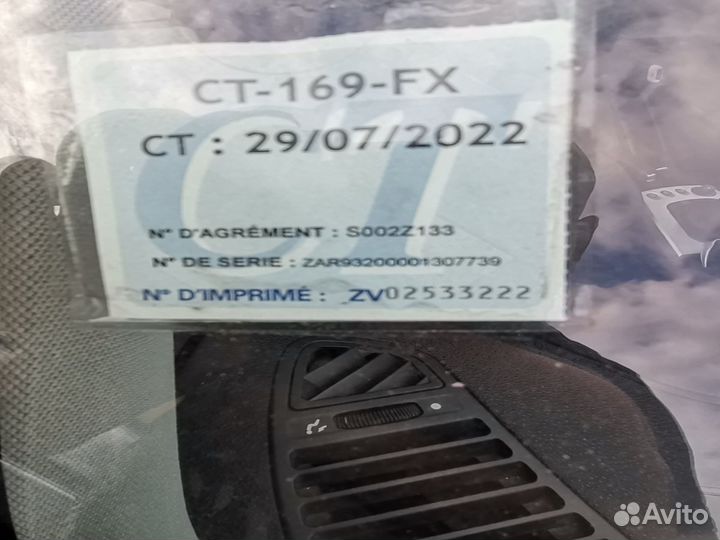 CT-169-FX
CT : 29/07/2022
N° D'AGRÉMENT : S002Z133
N° DE SERIE : ZAR93200001307739
N° D'IMPRIMÉ : ZV02533222
Avito